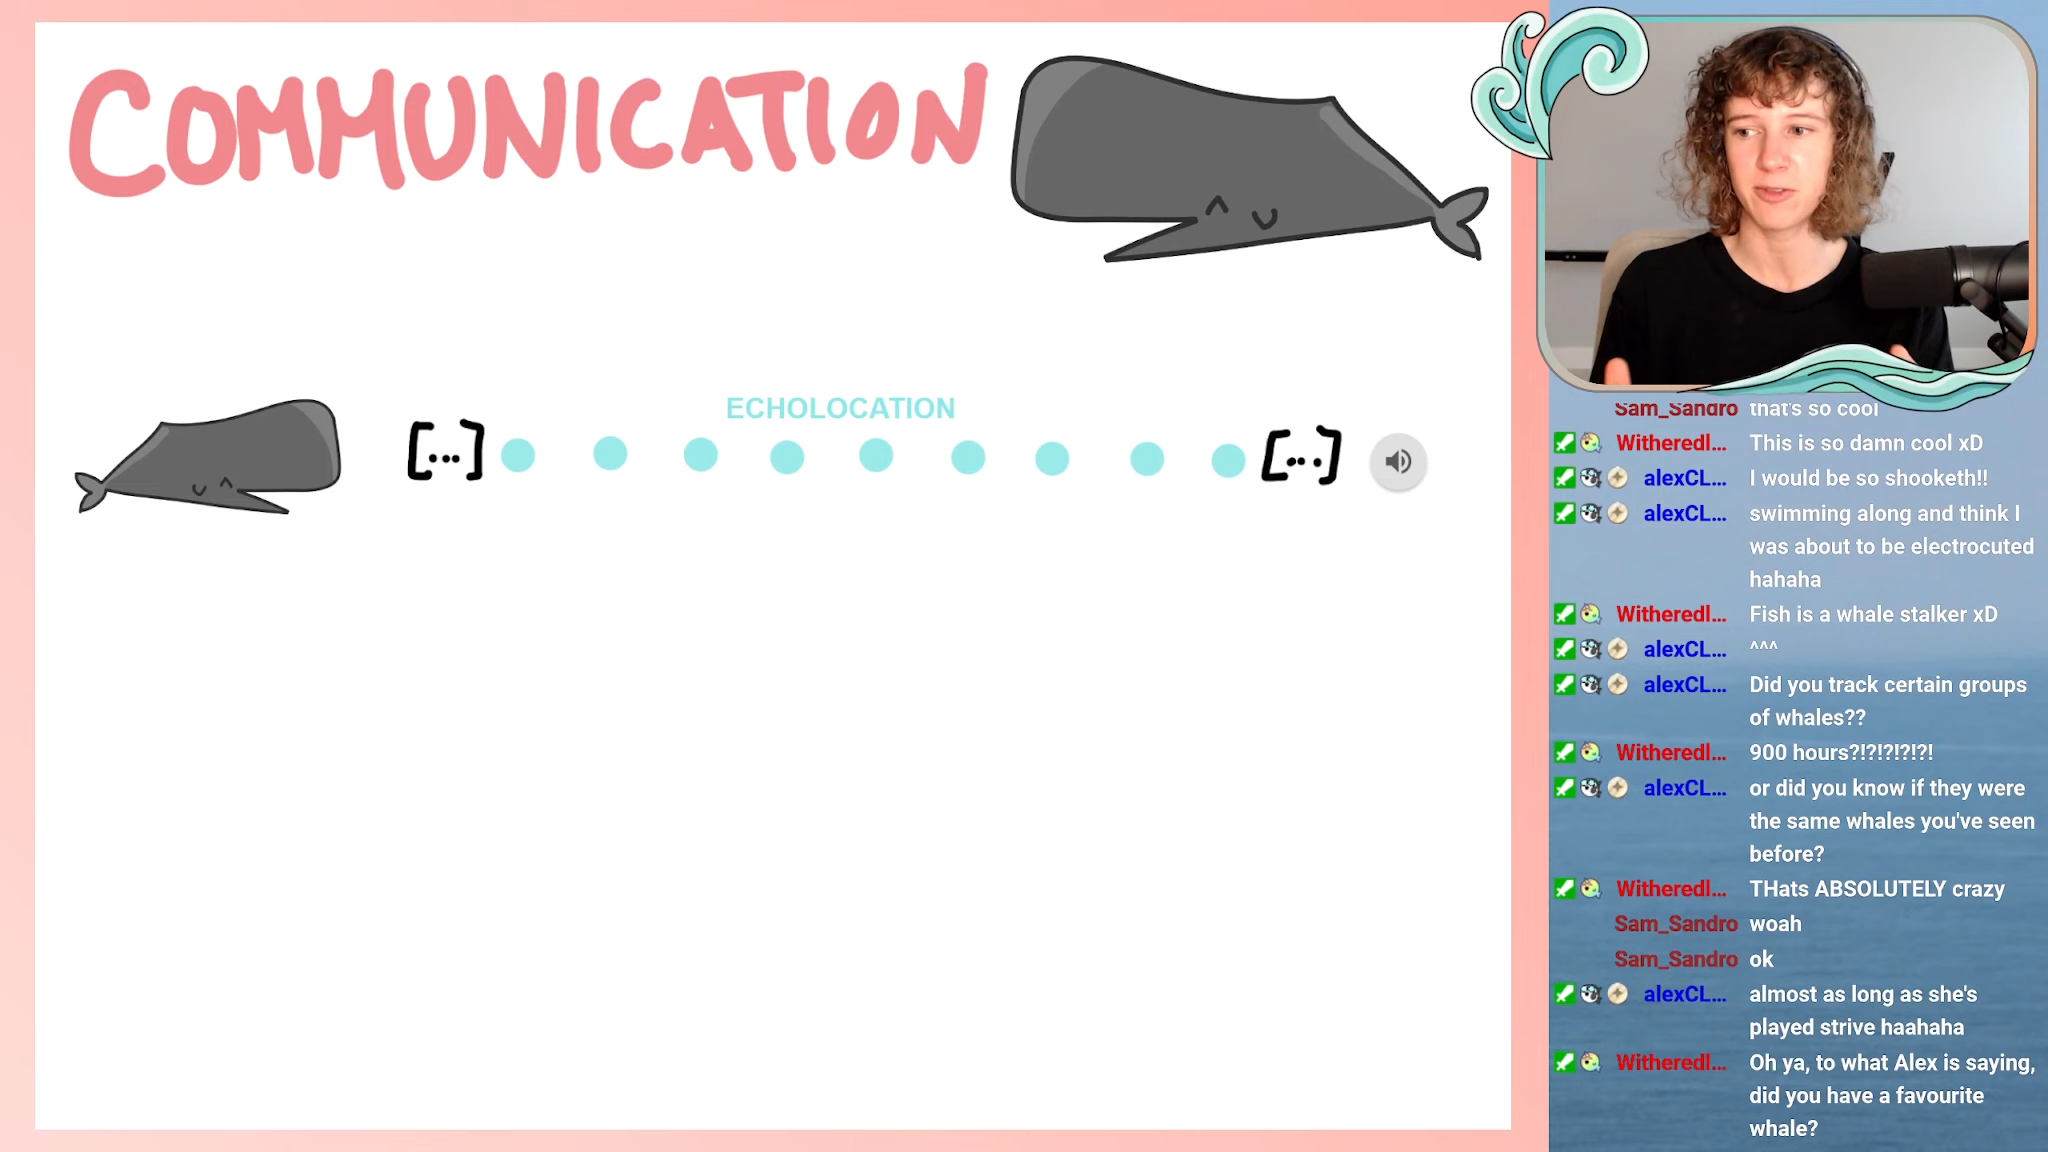 COMMUNICATION
ECHOLOCATION
[...]
[...]
Sam_Sandro that's so cool
Witheredl... This is so damn cool xD
alexCL... I would be so shooketh!!
alexCL... swimming along and think I
was about to be electrocuted
hahaha
Witheredl... Fish is a whale stalker xD
alexCL... ^^^
alexCL... Did you track certain groups
of whales??
Witheredl... 900 hours?!?!?!?!?!
alexCL... or did you know if they were
the same whales you've seen
before?
Witheredl... THats ABSOLUTELY crazy
Sam_Sandro woah
Sam_Sandro ok
alexCL... almost as long as she's
played strive haahaha
Witheredl... Oh ya, to what Alex is saying,
did you have a favourite
whale?